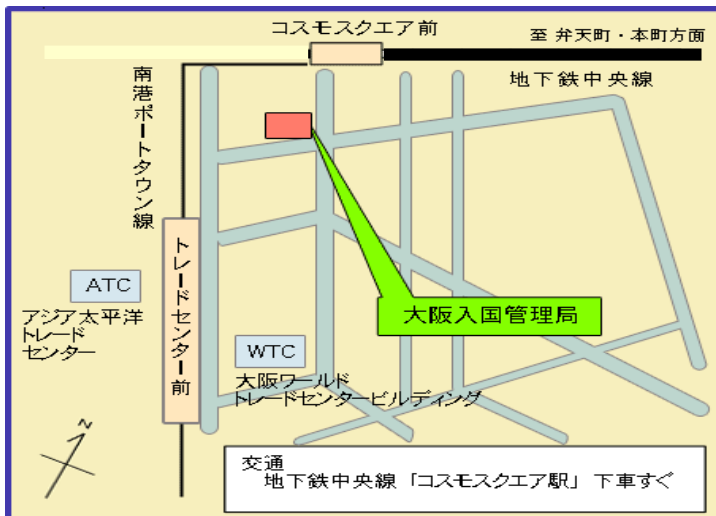 コスモスクエア前
至 弁天町・本町方面
地下鉄中央線
南港ポートタウン線
トレードセンター前
ATC
アジア太平洋
トレード
センター
大阪入国管理局
WTC
大阪ワールド
トレードセンタービルディング
N
交通
地下鉄中央線「コスモスクエア駅」下車すぐ